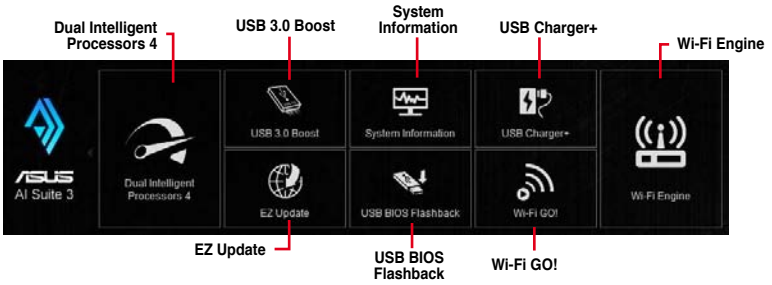 Dual Intelligent
Processors 4
USB 3.0 Boost
System
Information
USB Charger+
Wi-Fi Engine
ASUS
AI Suite 3
Dual Intelligent
Processors 4
USB 3.0 Boost
System Information
USB Charger+
EZ Update
USB BIOS Flashback
Wi-Fi GO!
Wi-Fi Engine
EZ Update
USB BIOS
Flashback
Wi-Fi GO!